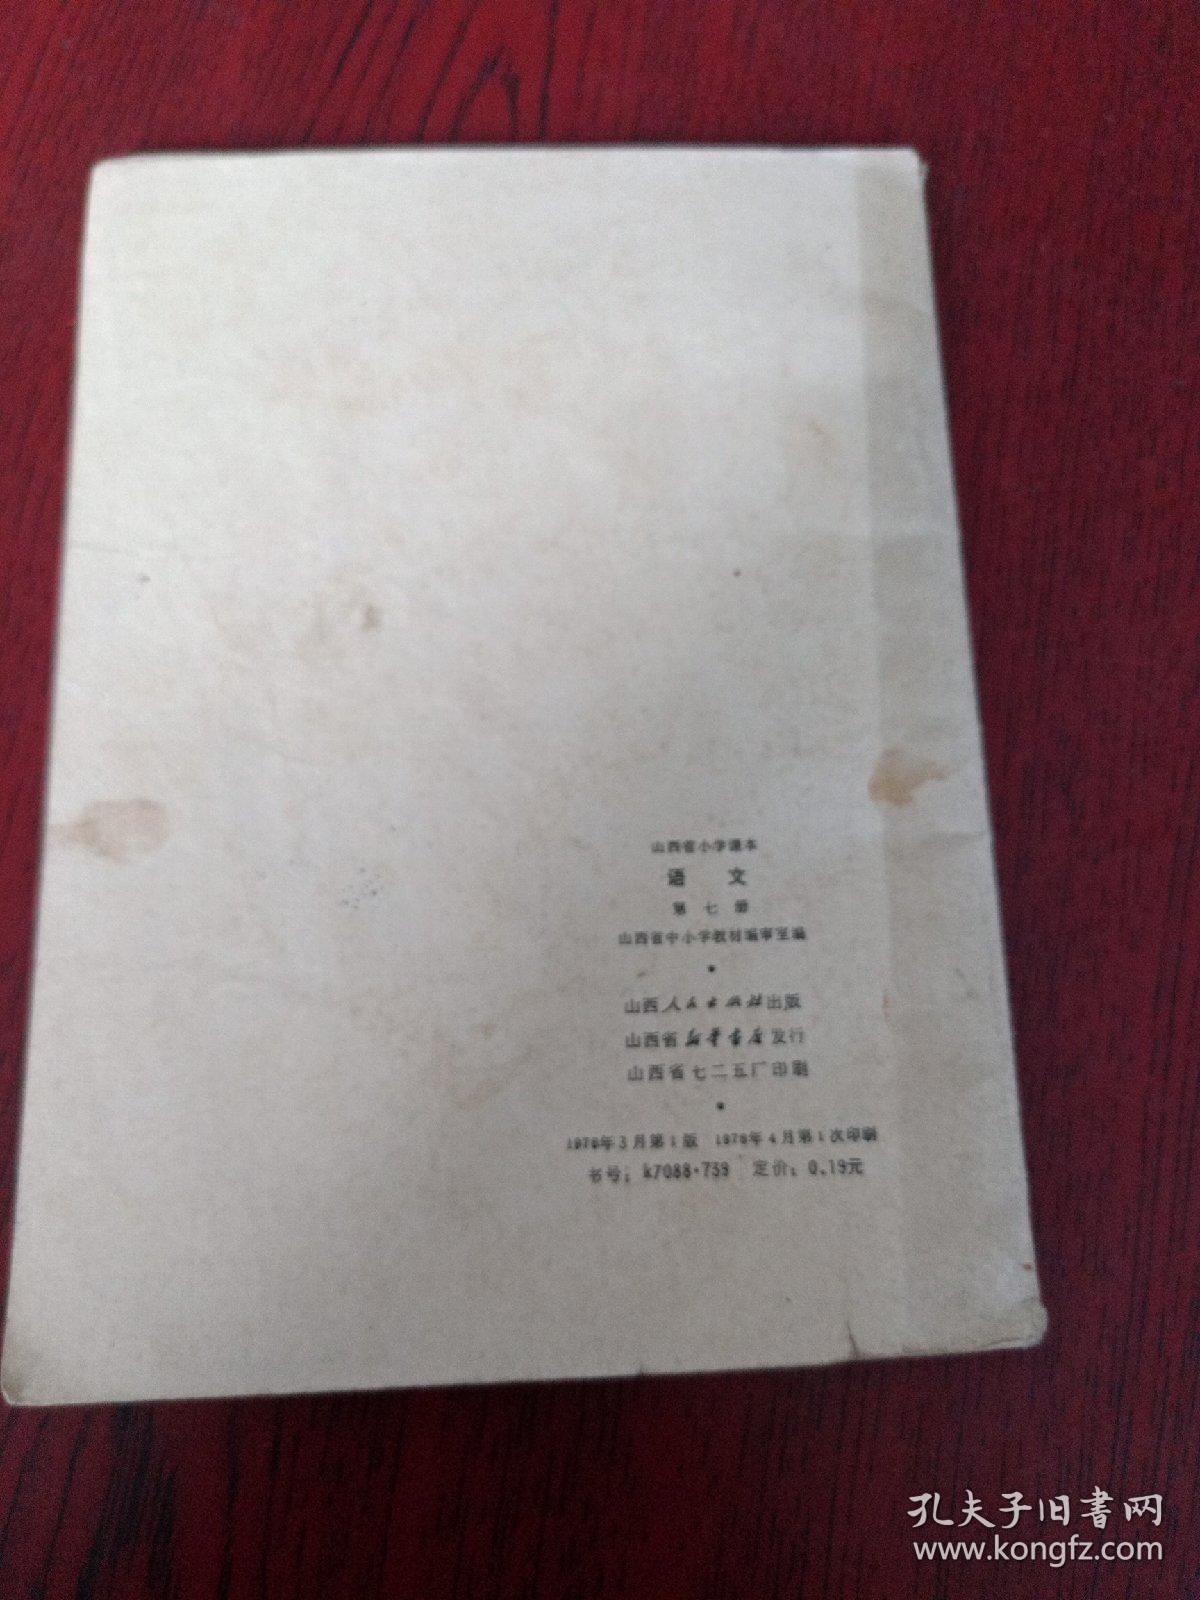 山西省小学课本
语 文
第七册
山西省中小学教材编审室编
山西人民出版社出版
山西省新华书店发行
山西省七二五厂印刷
年3月第1版 年4月第1次印刷
书号：k7088·739 定价：0.19元
孔夫子旧書网
www.kongfz.com